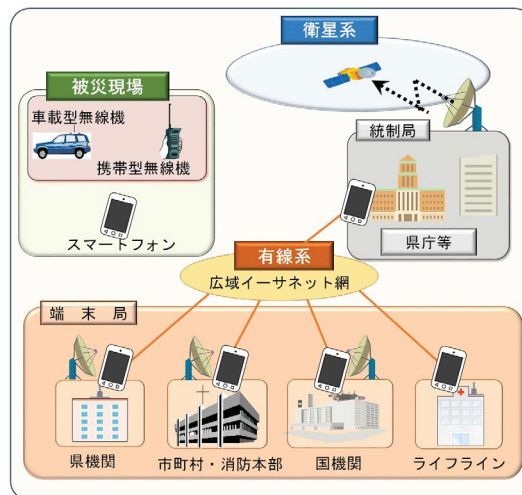 衛星系
被災現場
車載型無線機
携帯型無線機
スマートフォン
統制局
県庁等
有線系
広域イーサネット網
端末局
県機関
市町村・消防本部
国機関
ライフライン